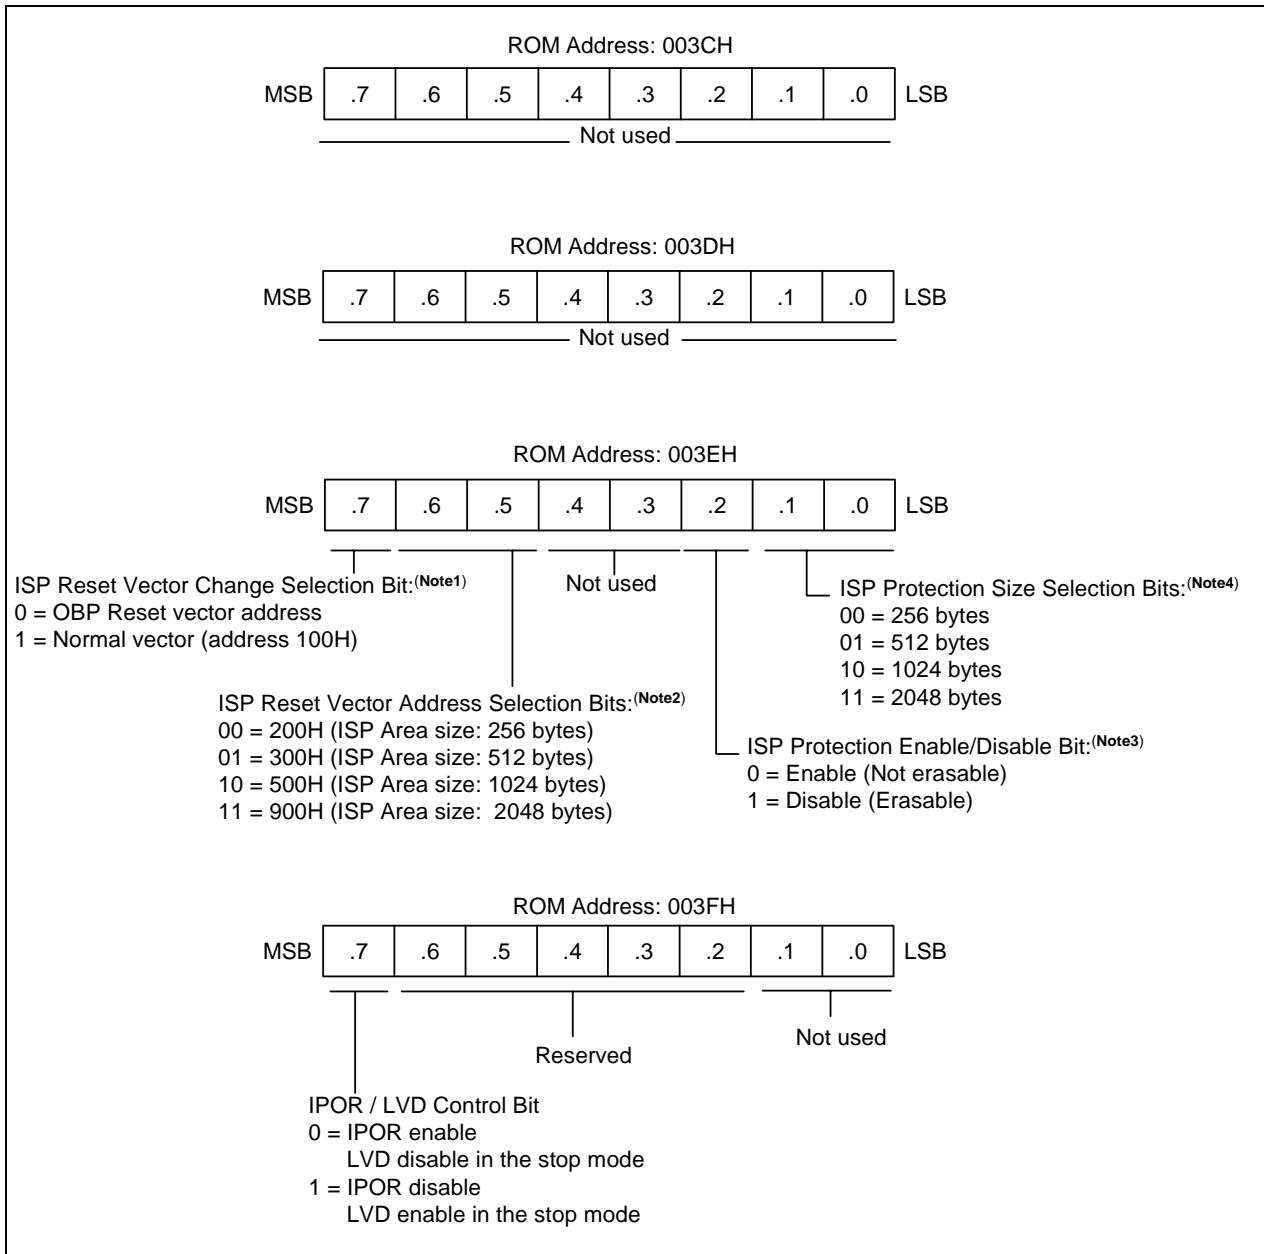 ROM Address: 003CH
MSB .7 .6 .5 .4 .3 .2 .1 .0 LSB
Not used
ROM Address: 003DH
MSB .7 .6 .5 .4 .3 .2 .1 .0 LSB
Not used
ROM Address: 003EH
MSB .7 .6 .5 .4 .3 .2 .1 .0 LSB
ISP Reset Vector Change Selection Bit:(Note1)
0 = OBP Reset vector address
1 = Normal vector (address 100H)
Not used
ISP Protection Size Selection Bits:(Note4)
00 = 256 bytes
01 = 512 bytes
10 = 1024 bytes
11 = 2048 bytes
ISP Reset Vector Address Selection Bits:(Note2)
00 = 200H (ISP Area size: 256 bytes)
01 = 300H (ISP Area size: 512 bytes)
10 = 500H (ISP Area size: 1024 bytes)
11 = 900H (ISP Area size: 2048 bytes)
ISP Protection Enable/Disable Bit:(Note3)
0 = Enable (Not erasable)
1 = Disable (Erasable)
ROM Address: 003FH
MSB .7 .6 .5 .4 .3 .2 .1 .0 LSB
Not used
Reserved
IPOR / LVD Control Bit
0 = IPOR enable
LVD disable in the stop mode
1 = IPOR disable
LVD enable in the stop mode